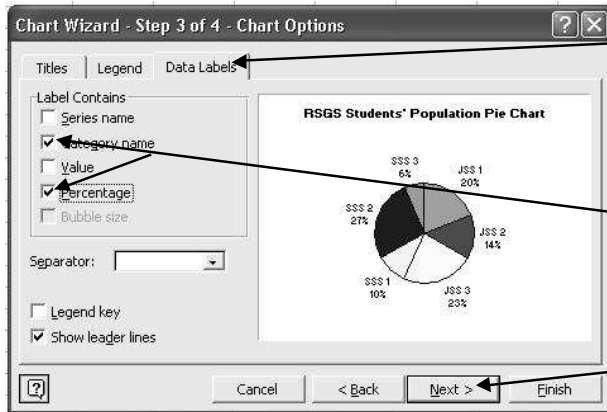 Chart Wizard - Step 3 of 4 - Chart Options
Titles
Legend
Data Labels
Label Contains
Series name
Category name
Value
Percentage
Bubble size
Separator:
Legend key
Show leader lines
RSGS Students' Population Pie Chart
SSS 3
6%
JSS 1
20%
SSS 2
27%
JSS 2
14%
SSS 1
10%
JSS 3
23%
Cancel
< Back
Next >
Finish